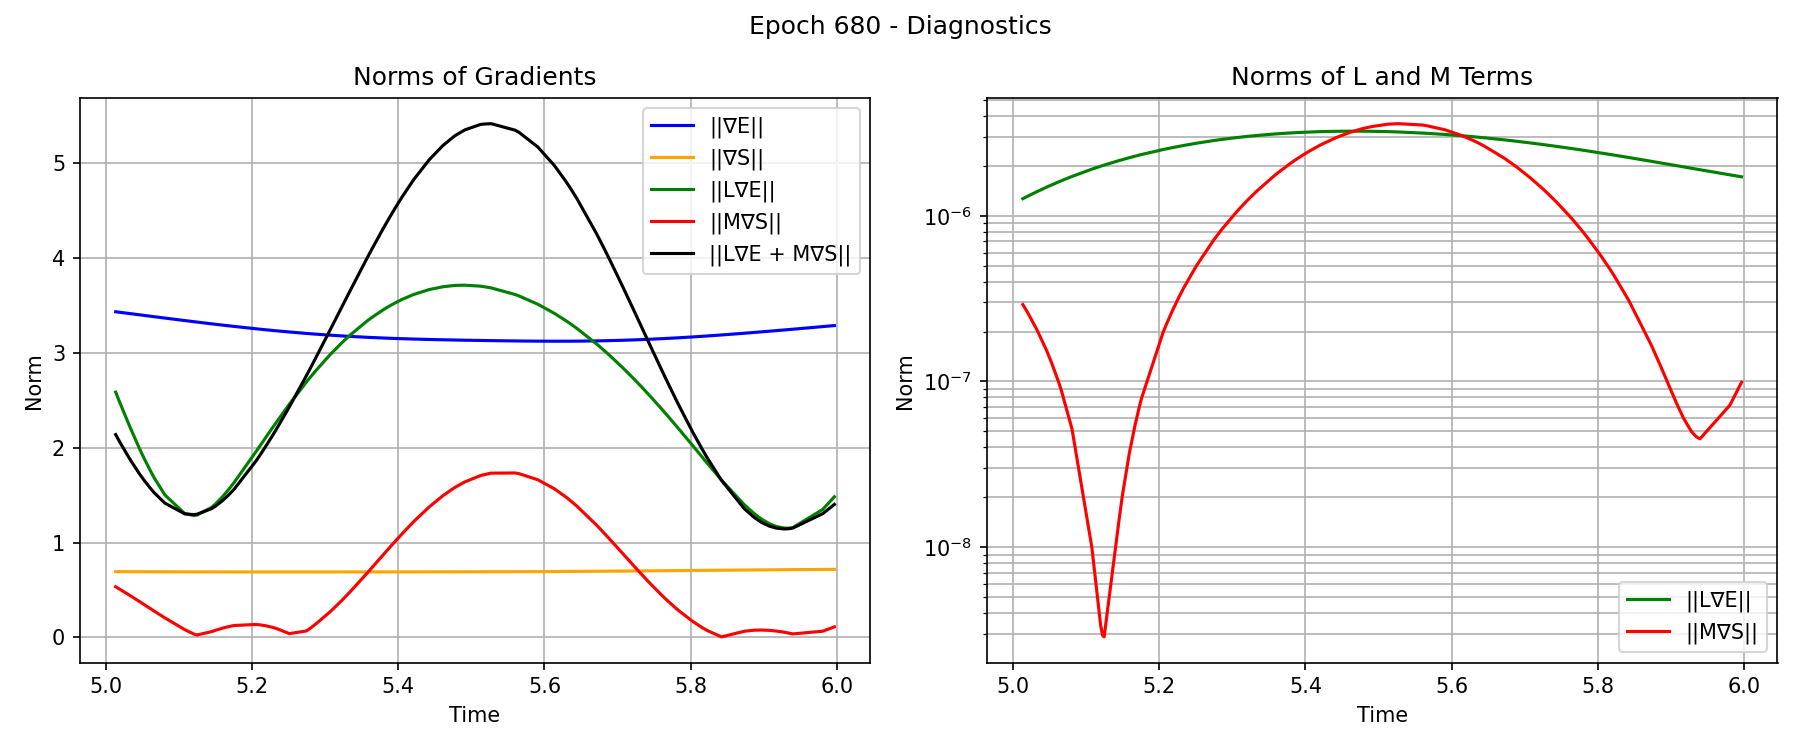 Epoch 680 - Diagnostics
Norms of Gradients
Norm
5
4
3
2
1
0
5.0 5.2 5.4 5.6 5.8 6.0
Time
||∇E||
||∇S||
||L∇E||
||M∇S||
||L∇E + M∇S||
Norms of L and M Terms
Norm
10⁻⁶
10⁻⁷
10⁻⁸
5.0 5.2 5.4 5.6 5.8 6.0
Time
||L∇E||
||M∇S||